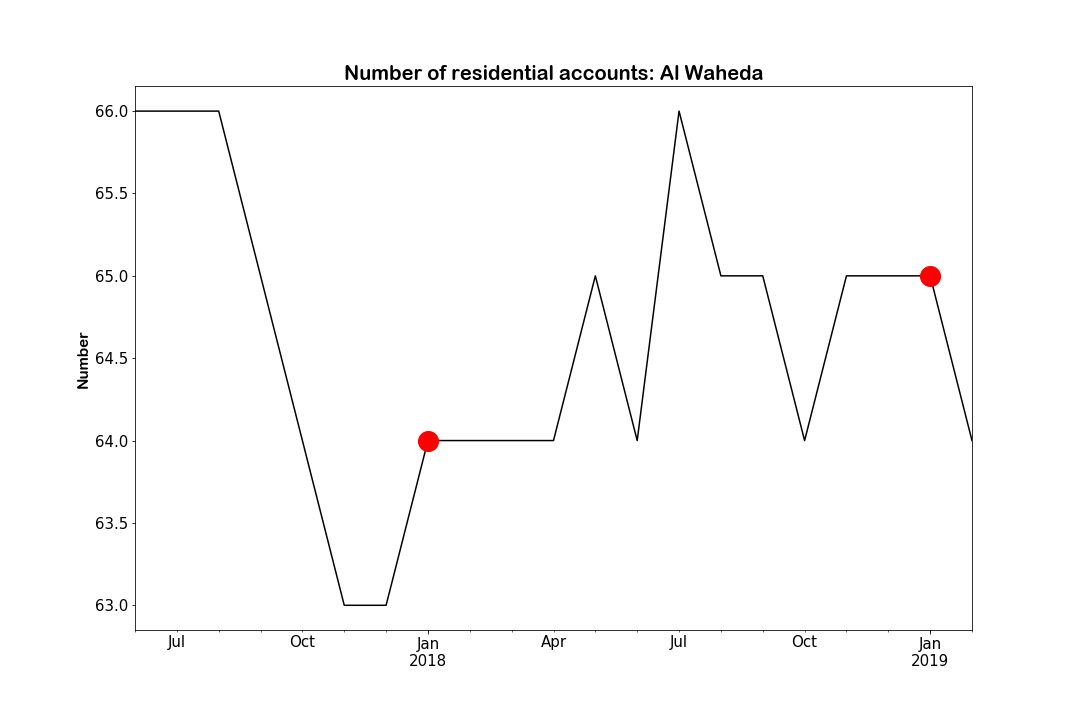 Number of residential accounts: Al Waheda
Number
66.0
65.5
65.0
64.5
64.0
63.5
63.0
Jul
Oct
Jan
2018
Apr
Jul
Oct
Jan
2019